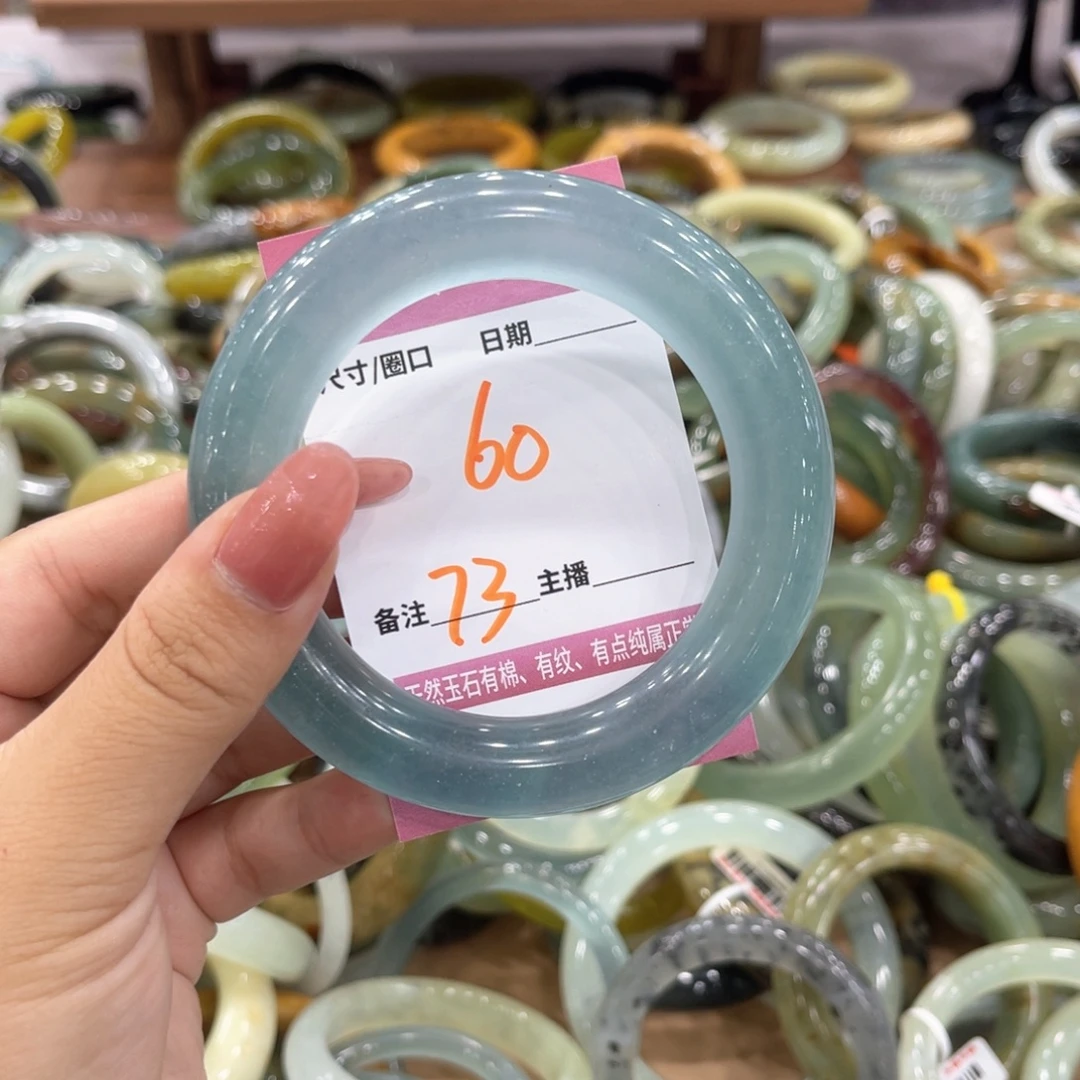 尺寸/圈口 日期
60
备注 73 主播
天然玉石有棉、有纹、有点纯属正常